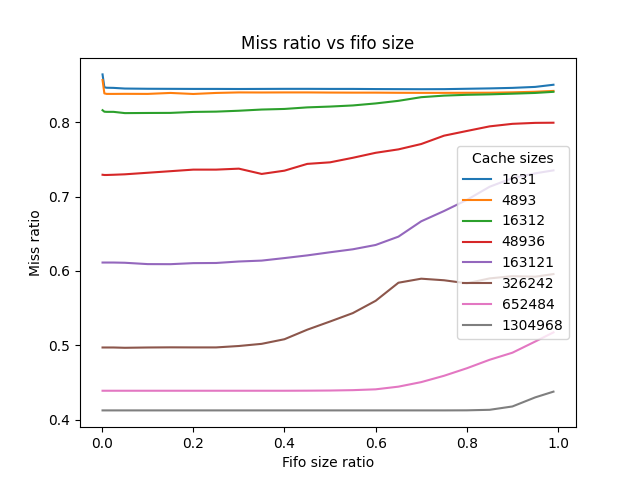 Miss ratio vs fifo size
Miss ratio
0.8
0.7
0.6
0.5
0.4
Cache sizes
1631
4893
16312
48936
163121
326242
652484
1304968
0.0 0.2 0.4 0.6 0.8 1.0
Fifo size ratio